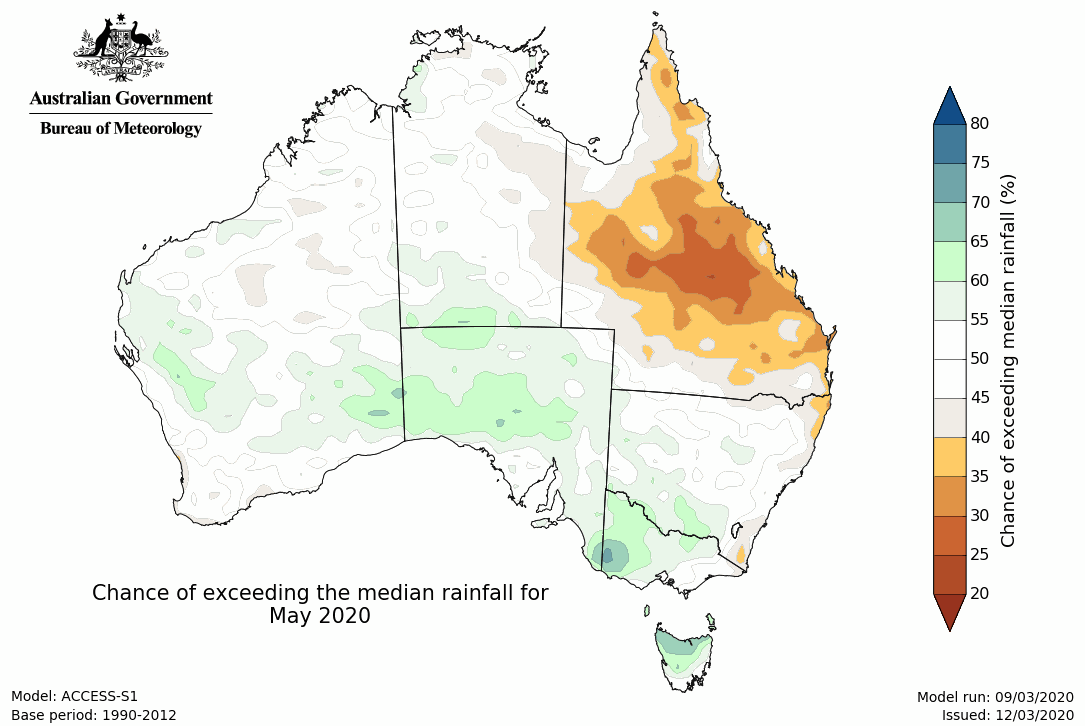 Australian Government
Bureau of Meteorology
80
75
70
65
60
55
50
45
40
35
30
25
20
Chance of exceeding median rainfall (%)
Chance of exceeding the median rainfall for
May 2020
Model: ACCESS-S1
Base period: 1990-2012
Model run: 09/03/2020
Issued: 12/03/2020